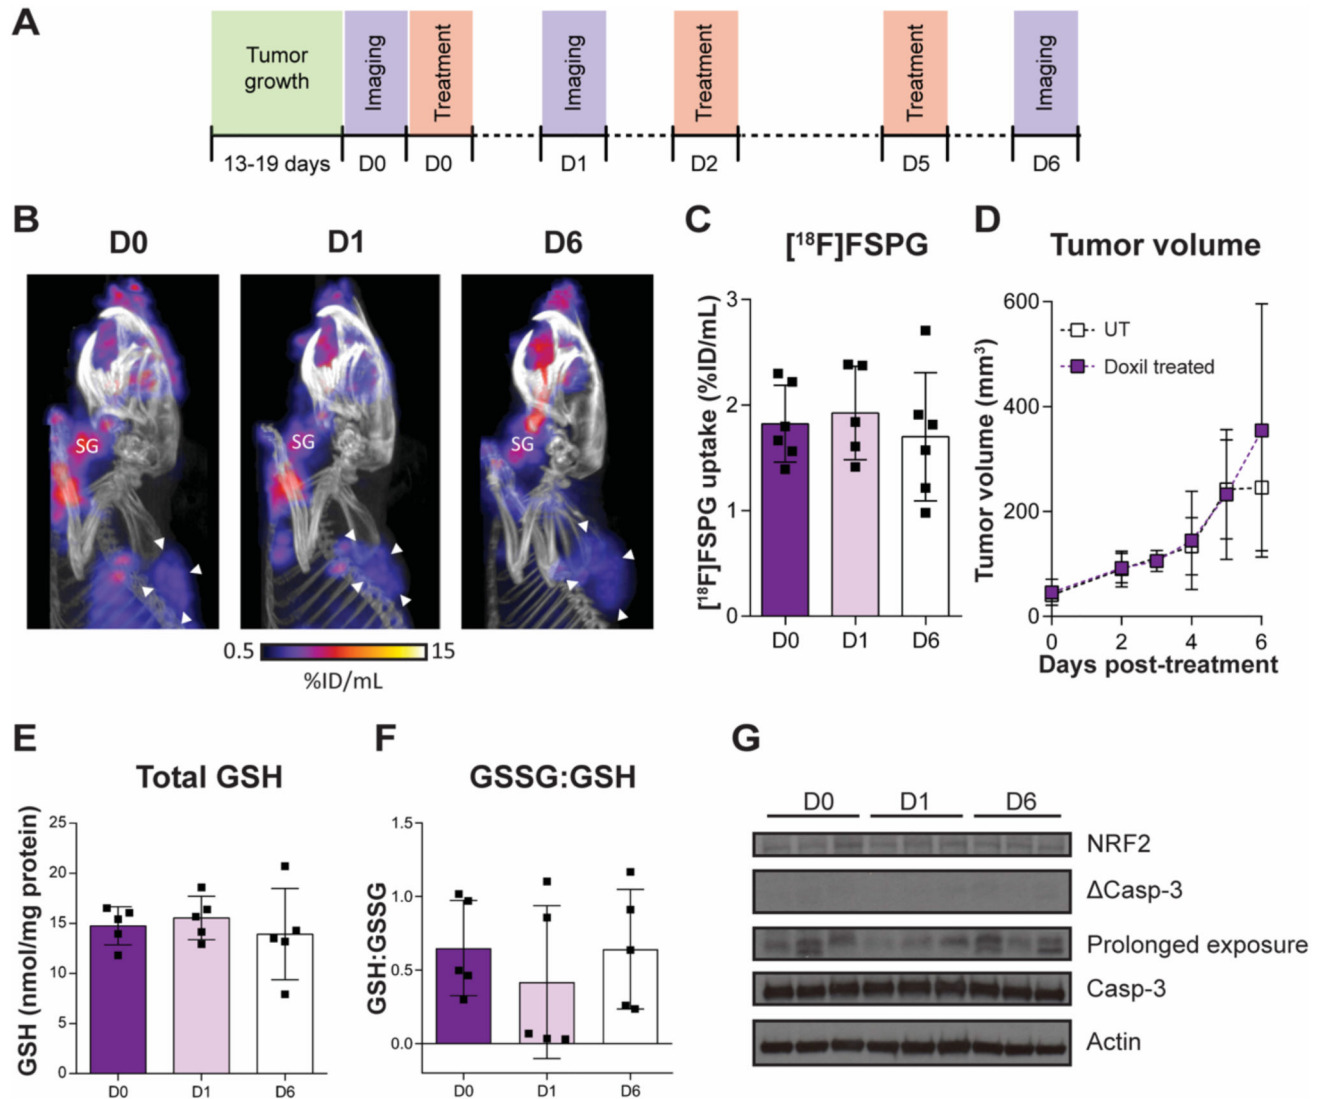 A
Tumor
growth
Imaging
Treatment
Imaging
Treatment
Treatment
Imaging
13-19 days
D0
D0
D1
D2
D5
D6
B
D0
D1
D6
SG
SG
SG
0.5
15
%ID/mL
C
[18F]FSPG
[18F]FSPG uptake (%ID/mL)
3
2
1
0
D0
D1
D6
D
Tumor volume
Tumor volume (mm3)
600
400
200
0
UT
Doxil treated
0
2
4
6
Days post-treatment
E
Total GSH
GSH (nmol/mg protein)
25
20
15
10
5
0
D0
D1
D6
F
GSSG:GSH
GSH:GSSG
1.5
1.0
0.5
0.0
D0
D1
D6
G
D0
D1
D6
NRF2
ΔCasp-3
Prolonged exposure
Casp-3
Actin